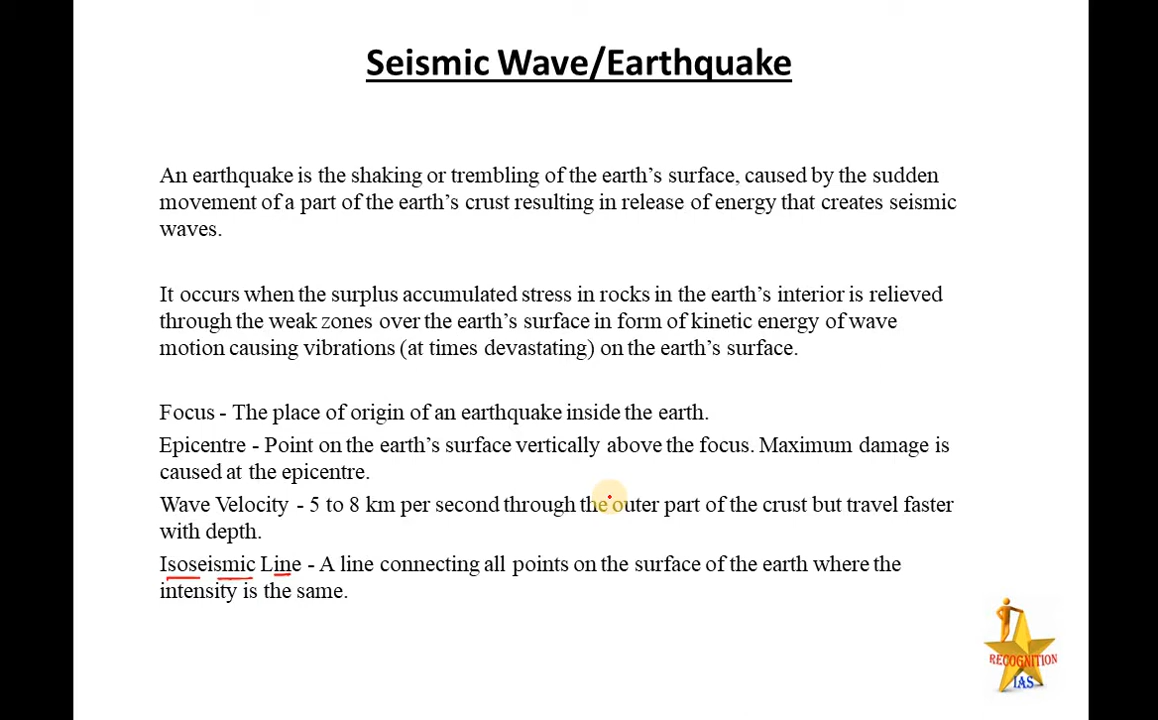 Seismic Wave/Earthquake
An earthquake is the shaking or trembling of the earth's surface, caused by the sudden
movement of a part of the earth's crust resulting in release of energy that creates seismic
waves.
It occurs when the surplus accumulated stress in rocks in the earth's interior is relieved
through the weak zones over the earth's surface in form of kinetic energy of wave
motion causing vibrations (at times devastating) on the earth's surface.
Focus - The place of origin of an earthquake inside the earth.
Epicentre - Point on the earth's surface vertically above the focus. Maximum damage is
caused at the epicentre.
Wave Velocity - 5 to 8 km per second through the outer part of the crust but travel faster
with depth.
Isoseismic Line - A line connecting all points on the surface of the earth where the
intensity is the same.
RECOGNITION
IAS